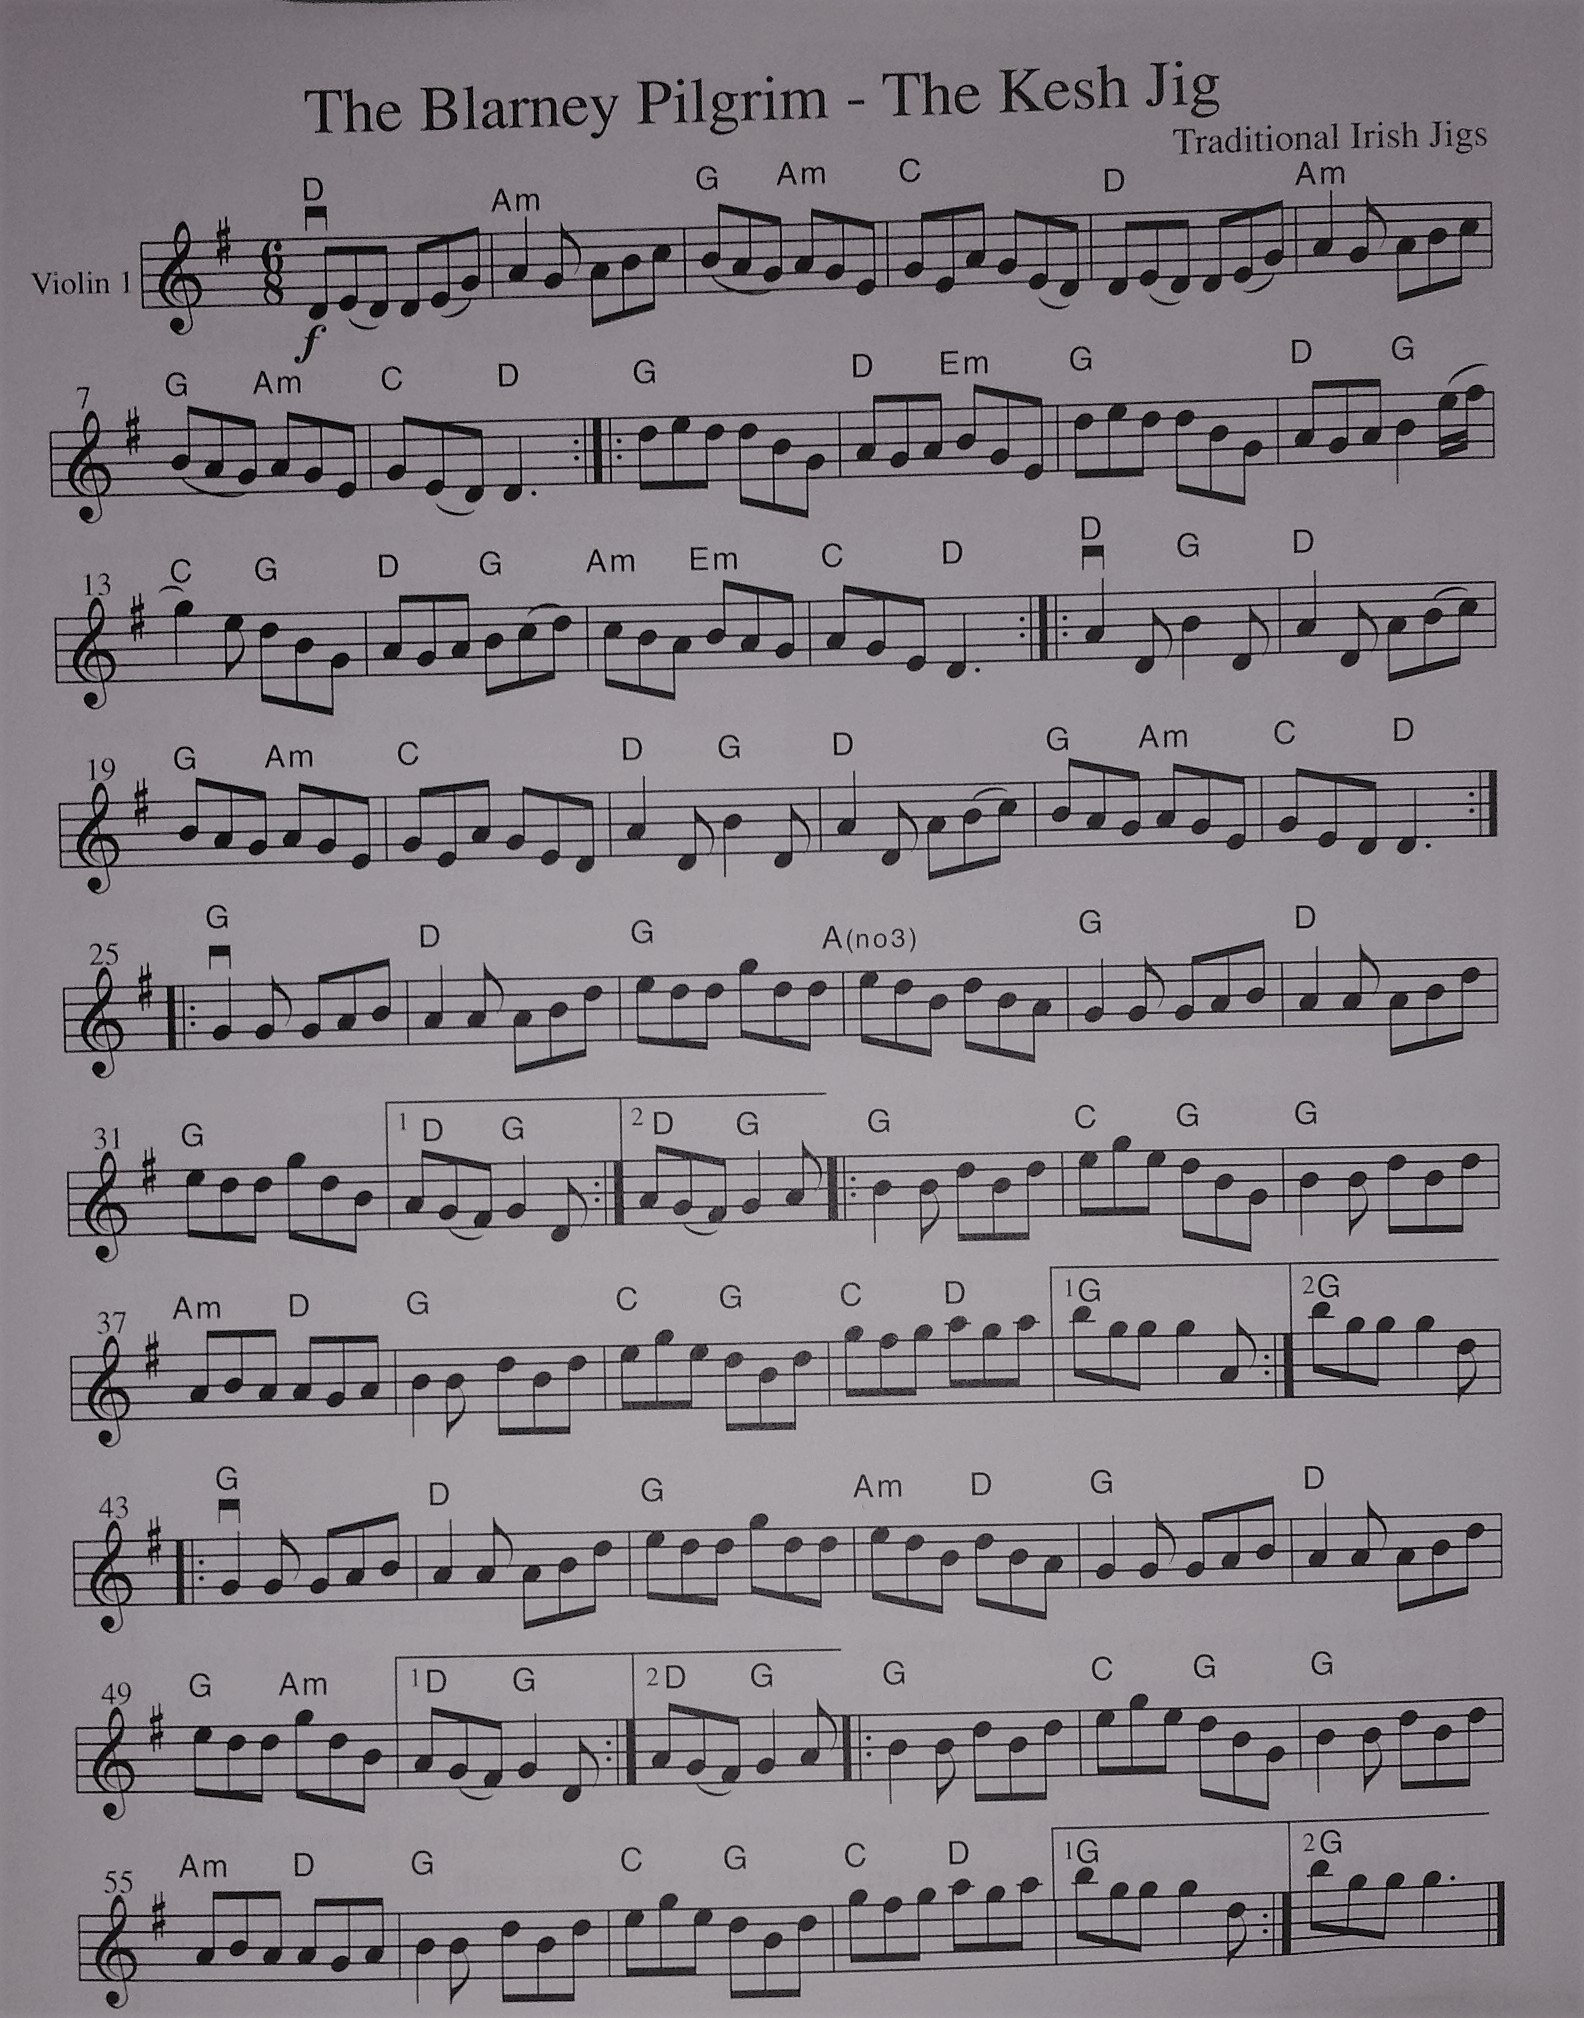 The Blarney Pilgrim - The Kesh Jig
Traditional Irish Jigs
D Am G Am C D Am
Violin 1
6
8
f
7 G Am C D G D Em G D G
13 C G D G Am Em C D D G D
19 G Am C D G D G Am C D
25 G D G A(no3) G D
31 G 1 D G 2 D G G C G G
37 Am D G C G C D 1 G 2 G
43 G D G Am D G D
49 G Am 1 D G 2 D G G C G G
55 Am D G C G C D 1 G 2 G